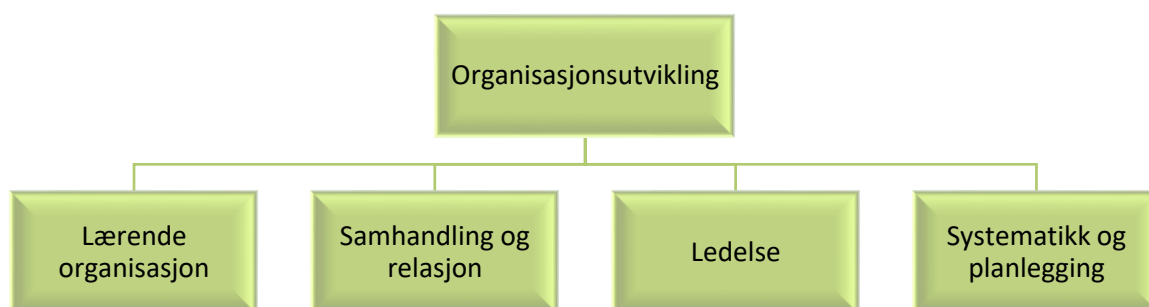 Organisasjonsutvikling
Lærende
organisasjon
Samhandling og
relasjon
Ledelse
Systematikk og
planlegging